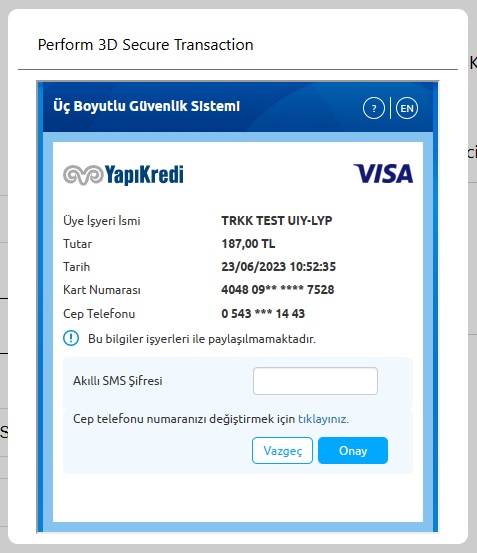 Perform 3D Secure Transaction
Üç Boyutlu Güvenlik Sistemi ? EN
YapıKredi VISA
Üye İşyeri İsmi TRKK TEST UIY-LYP
Tutar 187,00 TL
Tarih 23/06/2023 10:52:35
Kart Numarası 4048 09** **** 7528
Cep Telefonu 0 543 *** 14 43
Bu bilgiler işyerleri ile paylaşılmamaktadır.
Akıllı SMS Şifresi
Cep telefonu numaranızı değiştirmek için tıklayınız.
Vazgeç Onay